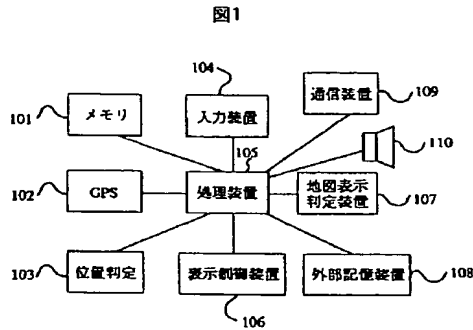 図1
104
入力装置
通信装置
109
101
メモリ
110
105
102
GPS
処理装置
地図表示
判定装置
107
103
位置判定
表示制御装置
106
外部記憶装置
108